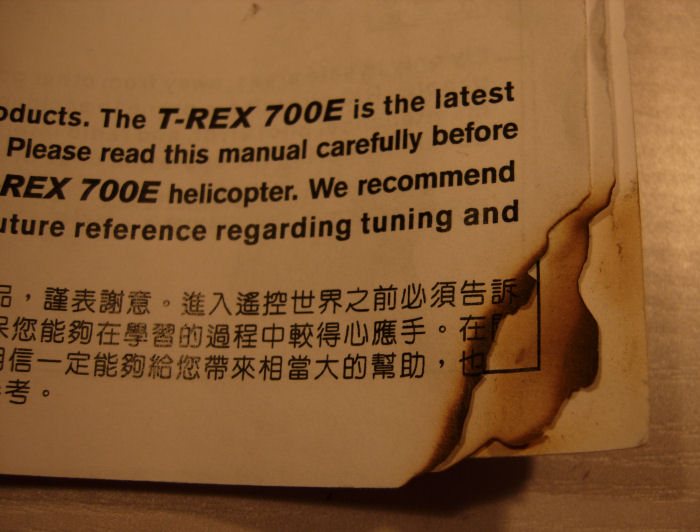 oducts. The T-REX 700E is the latest
Please read this manual carefully before
-REX 700E helicopter. We recommend
uture reference regarding tuning and
品，謹表謝意。進入遙控世界之前必須告訴
保您能夠在學習的過程中較得心應手。在
相信一定能夠給您帶來相當大的幫助，也
參考。